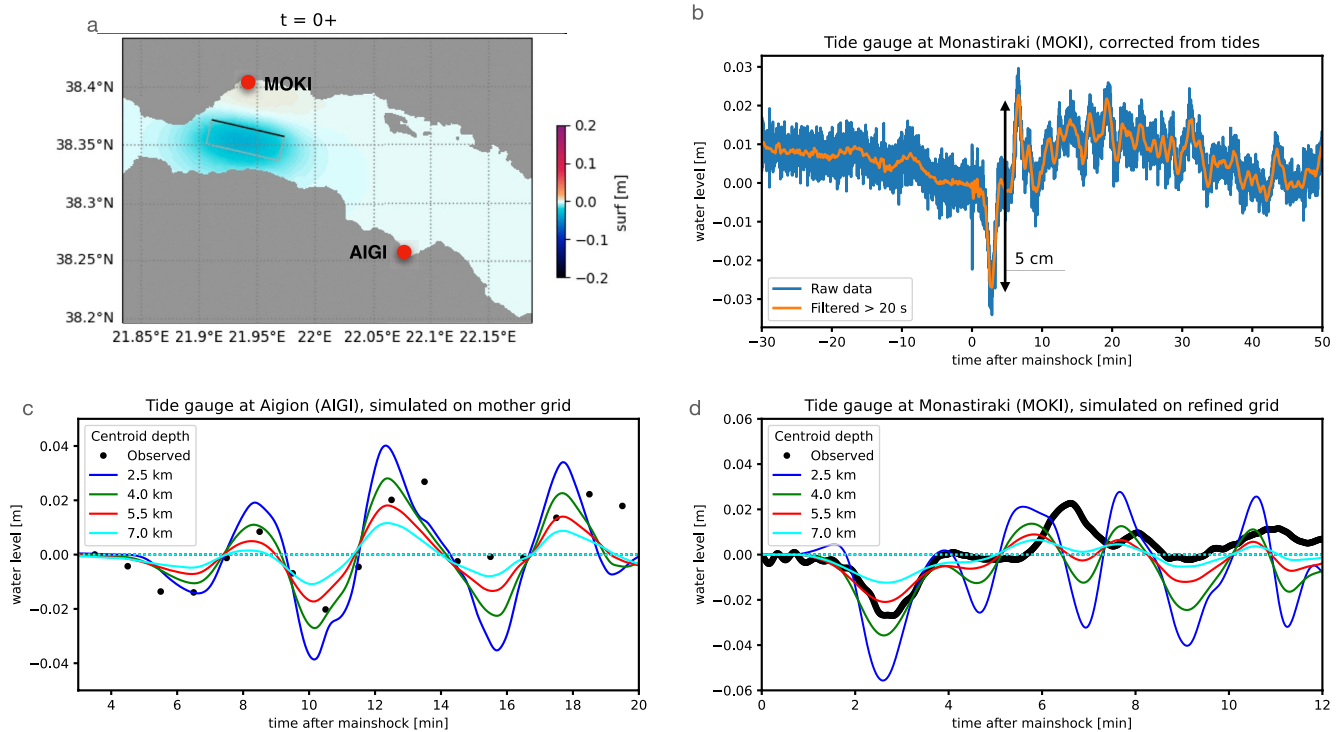 a
t = 0+
MOKI
AIGI
38.4°N
38.35°N
38.3°N
38.25°N
38.2°N
21.85°E 21.9°E 21.95°E 22°E 22.05°E 22.1°E 22.15°E
0.2
0.1
0.0
−0.1
−0.2
surf [m]
b
Tide gauge at Monastiraki (MOKI), corrected from tides
0.03
0.02
0.01
0.00
−0.01
−0.02
−0.03
water level [m]
5 cm
Raw data
Filtered > 20 s
−30 −20 −10 0 10 20 30 40 50
time after mainshock [min]
c
Tide gauge at Aigion (AIGI), simulated on mother grid
Centroid depth
Observed
2.5 km
4.0 km
5.5 km
7.0 km
0.04
0.02
0.00
−0.02
−0.04
water level [m]
4 6 8 10 12 14 16 18 20
time after mainshock [min]
d
Tide gauge at Monastiraki (MOKI), simulated on refined grid
Centroid depth
Observed
2.5 km
4.0 km
5.5 km
7.0 km
0.06
0.04
0.02
0.00
−0.02
−0.04
−0.06
water level [m]
0 2 4 6 8 10 12
time after mainshock [min]